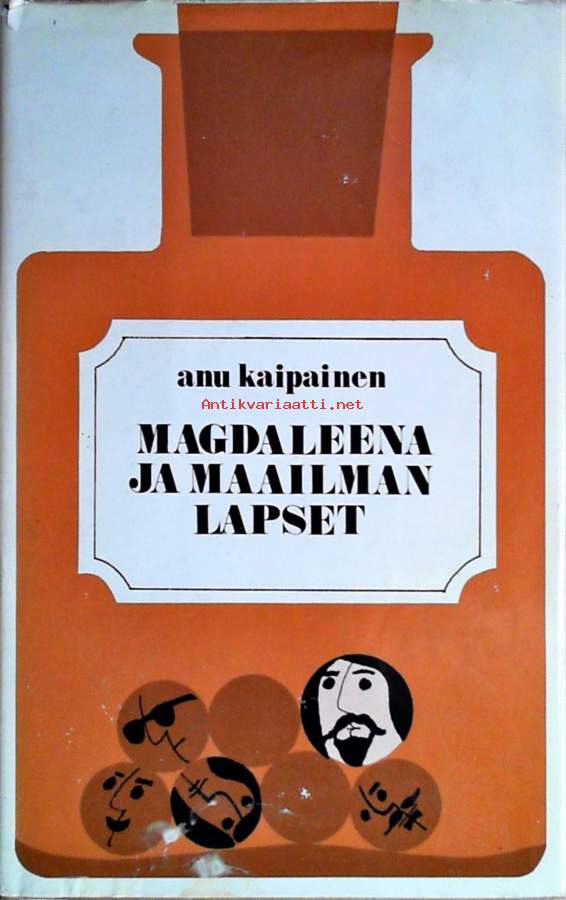 anu kaipainen
Antikvariaatti.net
MAGDALEENA
JA MAAILMAN
LAPSET